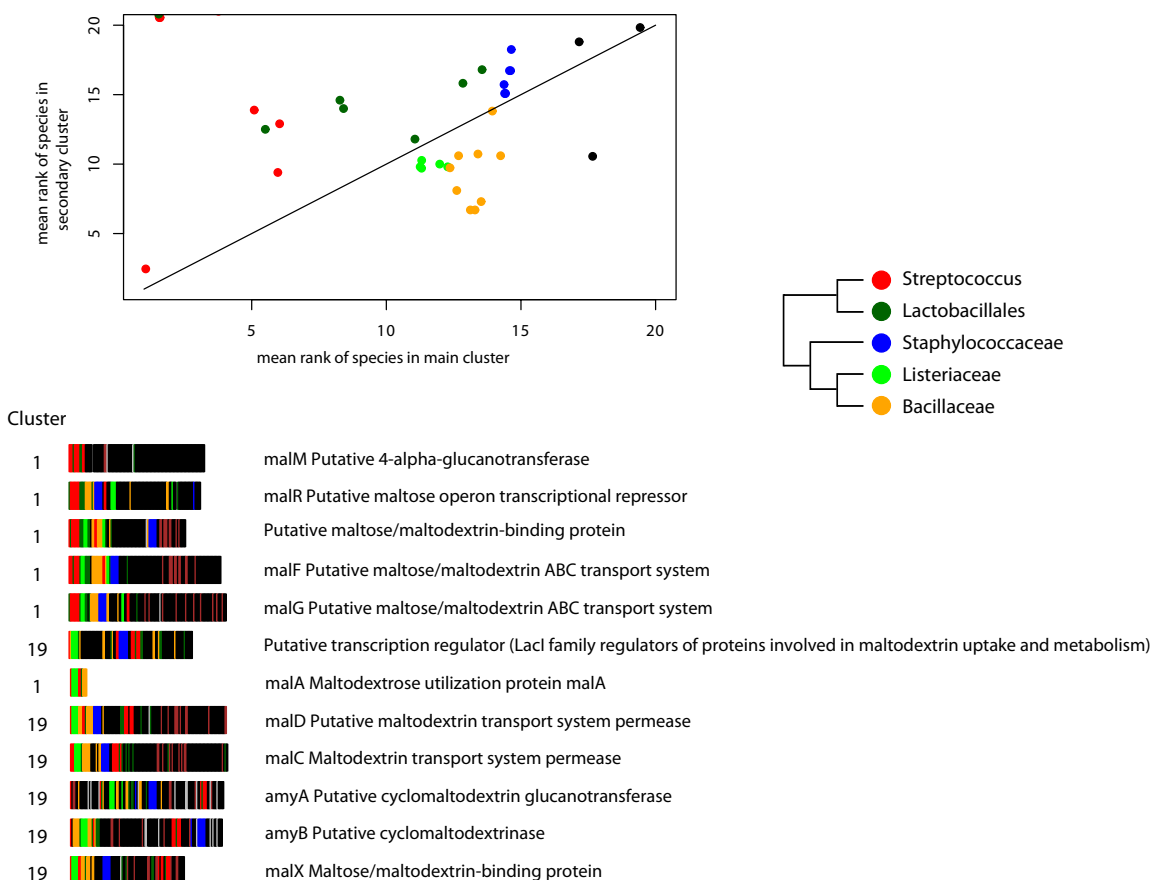 20
15
10
5
mean rank of species in
secondary cluster
5
10
15
20
mean rank of species in main cluster
Streptococcus
Lactobacillales
Staphylococcaceae
Listeriaceae
Bacillaceae
Cluster
1 malM Putative 4-alpha-glucanotransferase
1 malR Putative maltose operon transcriptional repressor
1 Putative maltose/maltodextrin-binding protein
1 malF Putative maltose/maltodextrin ABC transport system
1 malG Putative maltose/maltodextrin ABC transport system
19 Putative transcription regulator (LacI family regulators of proteins involved in maltodextrin uptake and metabolism)
1 malA Maltodextrose utilization protein malA
19 malD Putative maltodextrin transport system permease
19 malC Maltodextrin transport system permease
19 amyA Putative cyclomaltodextrin glucanotransferase
19 amyB Putative cyclomaltodextrinase
19 malX Maltose/maltodextrin-binding protein